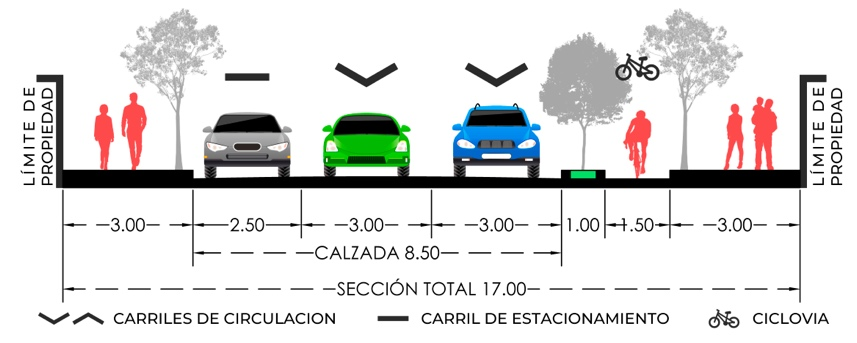 LÍMITE DE
PROPIEDAD
LÍMITE DE
PROPIEDAD
3.00 2.50 3.00 3.00 1.00 1.50 3.00
CALZADA 8.50
SECCIÓN TOTAL 17.00
CARRILES DE CIRCULACION CARRIL DE ESTACIONAMIENTO CICLOVIA